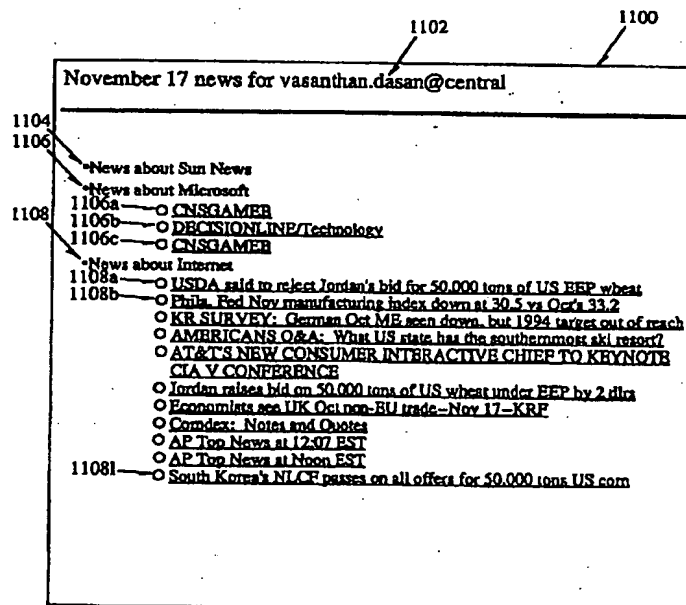 1102
1100
November 17 news for vasanthan.dasan@central
1104
1106
•News about Sun News
•News about Microsoft
1106a
CNSGAMER
1108
1106b
DECISIONLINE/Technology
1106c
CNSGAMER
•News about Internet
1108a
USDA said to reject Jordan's bid for 50,000 tons of US EEP wheat
1108b
Phila. Fed Nov manufacturing index down at 30.5 vs Oct's 33.2
KR SURVEY: German Oct ME seen down, but 1994 target out of reach
AMERICANS Q&A: What US state has the southernmost ski resort?
AT&T'S NEW CONSUMER INTERACTIVE CHIEF TO KEYNOTE
CIA V CONFERENCE
Jordan raises bid on 50,000 tons of US wheat under EEP by 2 dlrs
Economists see UK Oct non-EU trade--Nov 17--KRF
Comdex: Notes and Quotes
AP Top News at 12:07 EST
AP Top News at Noon EST
1108l
South Korea's NLCF passes on all offers for 50,000 tons US corn